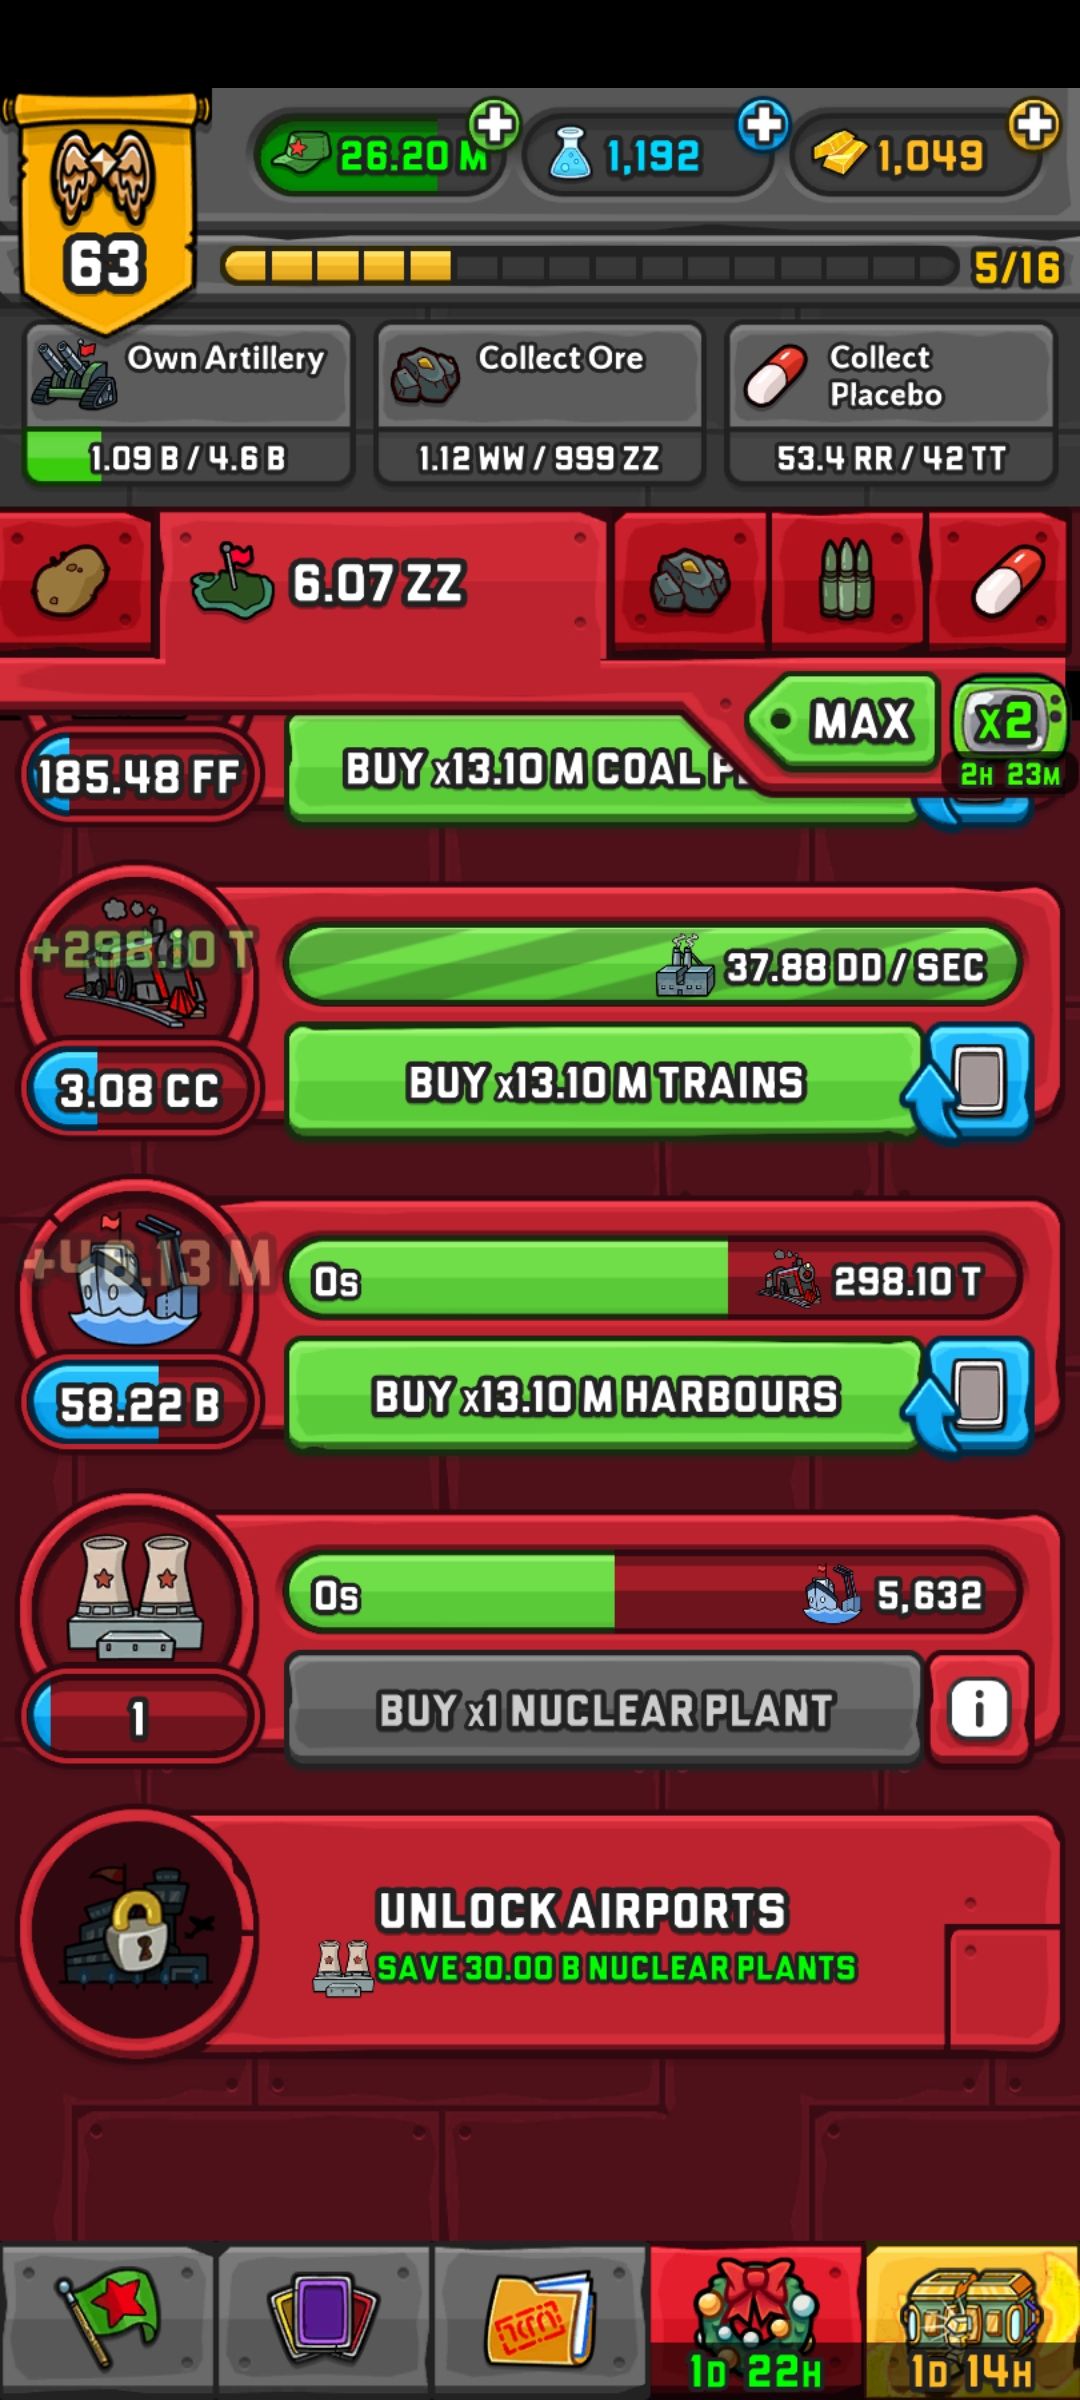 26.20 M
1,192
1,049
63
5/16
Own Artillery
1.09 B / 4.6 B
Collect Ore
1.12 WW / 999 ZZ
Collect
Placebo
53.4 RR / 42 TT
6.07 ZZ
MAX
x2
2H 23M
185.48 FF
BUY x13.10 M COAL
+298.10 T
37.88 DD / SEC
3.08 CC
BUY x13.10 M TRAINS
0s
298.10 T
58.22 B
BUY x13.10 M HARBOURS
0s
5,632
1
BUY x1 NUCLEAR PLANT
i
UNLOCK AIRPORTS
SAVE 30.00 B NUCLEAR PLANTS
1D 22H
1D 14H